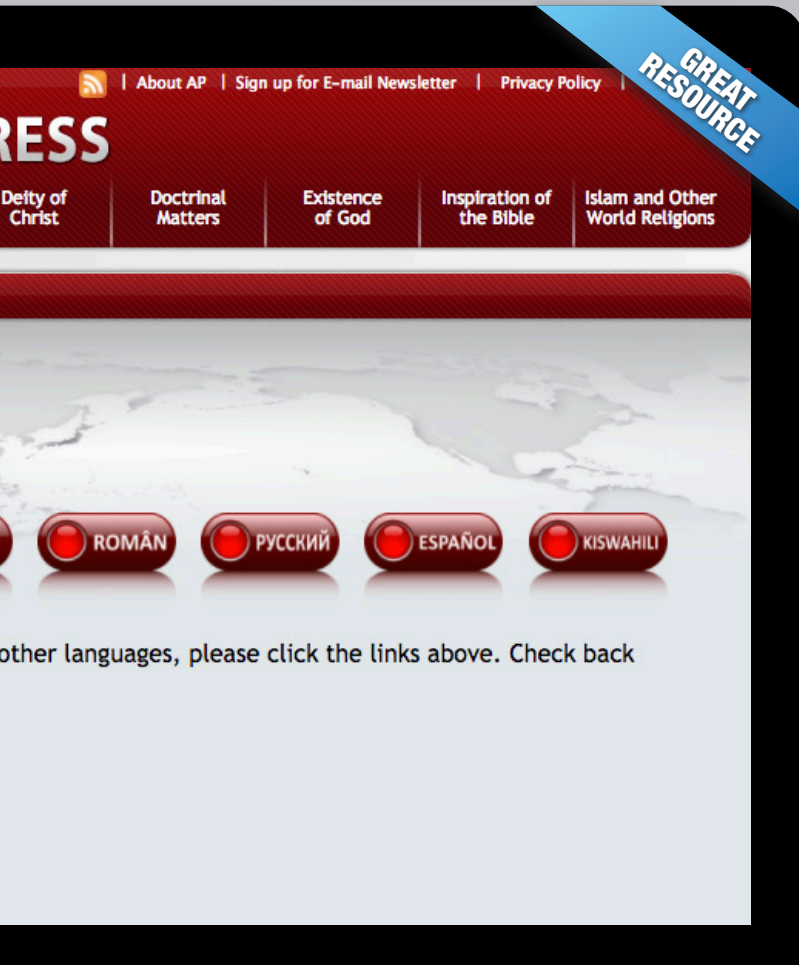 GREAT
RESOURCE
| About AP | Sign up for E-mail Newsletter | Privacy Policy |
RESS
Deity of
Christ
Doctrinal
Matters
Existence
of God
Inspiration of
the Bible
Islam and Other
World Religions
ROMÂN
РУССКИЙ
ESPAÑOL
KISWAHILI
other languages, please click the links above. Check back